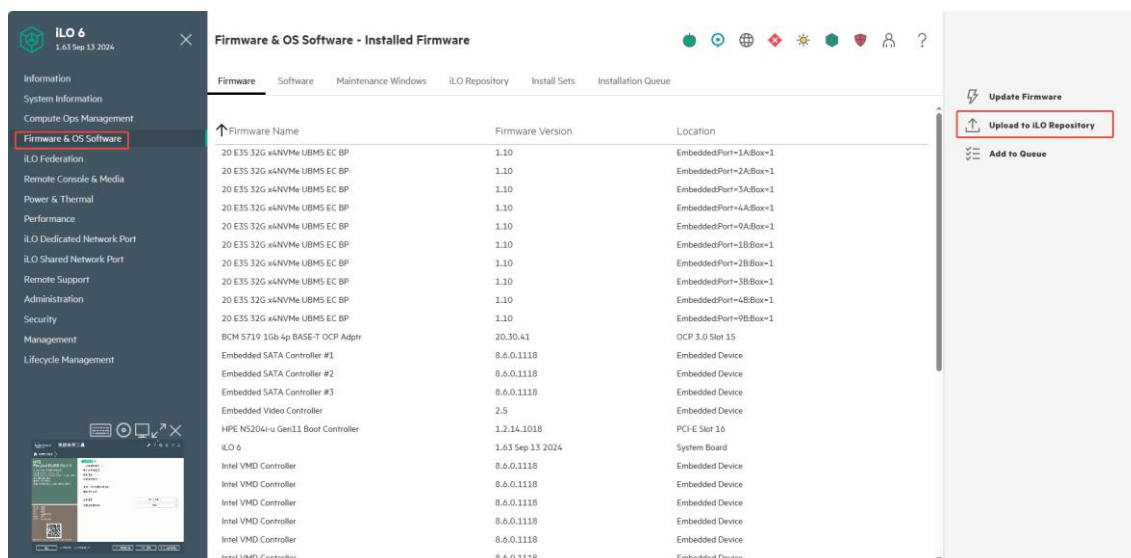 iLO 6
1.63 Sep 13 2024
Information
System Information
Compute Ops Management
Firmware & OS Software
iLO Federation
Remote Console & Media
Power & Thermal
Performance
iLO Dedicated Network Port
iLO Shared Network Port
Remote Support
Administration
Security
Management
Lifecycle Management
Firmware & OS Software - Installed Firmware
?
Firmware Software Maintenance Windows iLO Repository Install Sets Installation Queue
Firmware Name Firmware Version Location
20 E3S 32G x4NVMe UBM5 EC BP 1.10 Embedded:Port=1A:Box=1
20 E3S 32G x4NVMe UBM5 EC BP 1.10 Embedded:Port=2A:Box=1
20 E3S 32G x4NVMe UBM5 EC BP 1.10 Embedded:Port=3A:Box=1
20 E3S 32G x4NVMe UBM5 EC BP 1.10 Embedded:Port=4A:Box=1
20 E3S 32G x4NVMe UBM5 EC BP 1.10 Embedded:Port=9A:Box=1
20 E3S 32G x4NVMe UBM5 EC BP 1.10 Embedded:Port=1B:Box=1
20 E3S 32G x4NVMe UBM5 EC BP 1.10 Embedded:Port=2B:Box=1
20 E3S 32G x4NVMe UBM5 EC BP 1.10 Embedded:Port=3B:Box=1
20 E3S 32G x4NVMe UBM5 EC BP 1.10 Embedded:Port=4B:Box=1
20 E3S 32G x4NVMe UBM5 EC BP 1.10 Embedded:Port=9B:Box=1
BCM 5719 1Gb 4p BASE-T OCP Adptr 20.30.41 OCP 3.0 Slot 15
Embedded SATA Controller #1 8.6.0.1118 Embedded Device
Embedded SATA Controller #2 8.6.0.1118 Embedded Device
Embedded SATA Controller #3 8.6.0.1118 Embedded Device
Embedded Video Controller 2.5 Embedded Device
HPE NS204i-u Gen11 Boot Controller 1.2.14.1018 PCI-E Slot 16
iLO 6 1.63 Sep 13 2024 System Board
Intel VMD Controller 8.6.0.1118 Embedded Device
Intel VMD Controller 8.6.0.1118 Embedded Device
Intel VMD Controller 8.6.0.1118 Embedded Device
Intel VMD Controller 8.6.0.1118 Embedded Device
Intel VMD Controller 8.6.0.1118 Embedded Device
Intel VMD Controller 8.6.0.1118 Embedded Device
Update Firmware
Upload to iLO Repository
Add to Queue